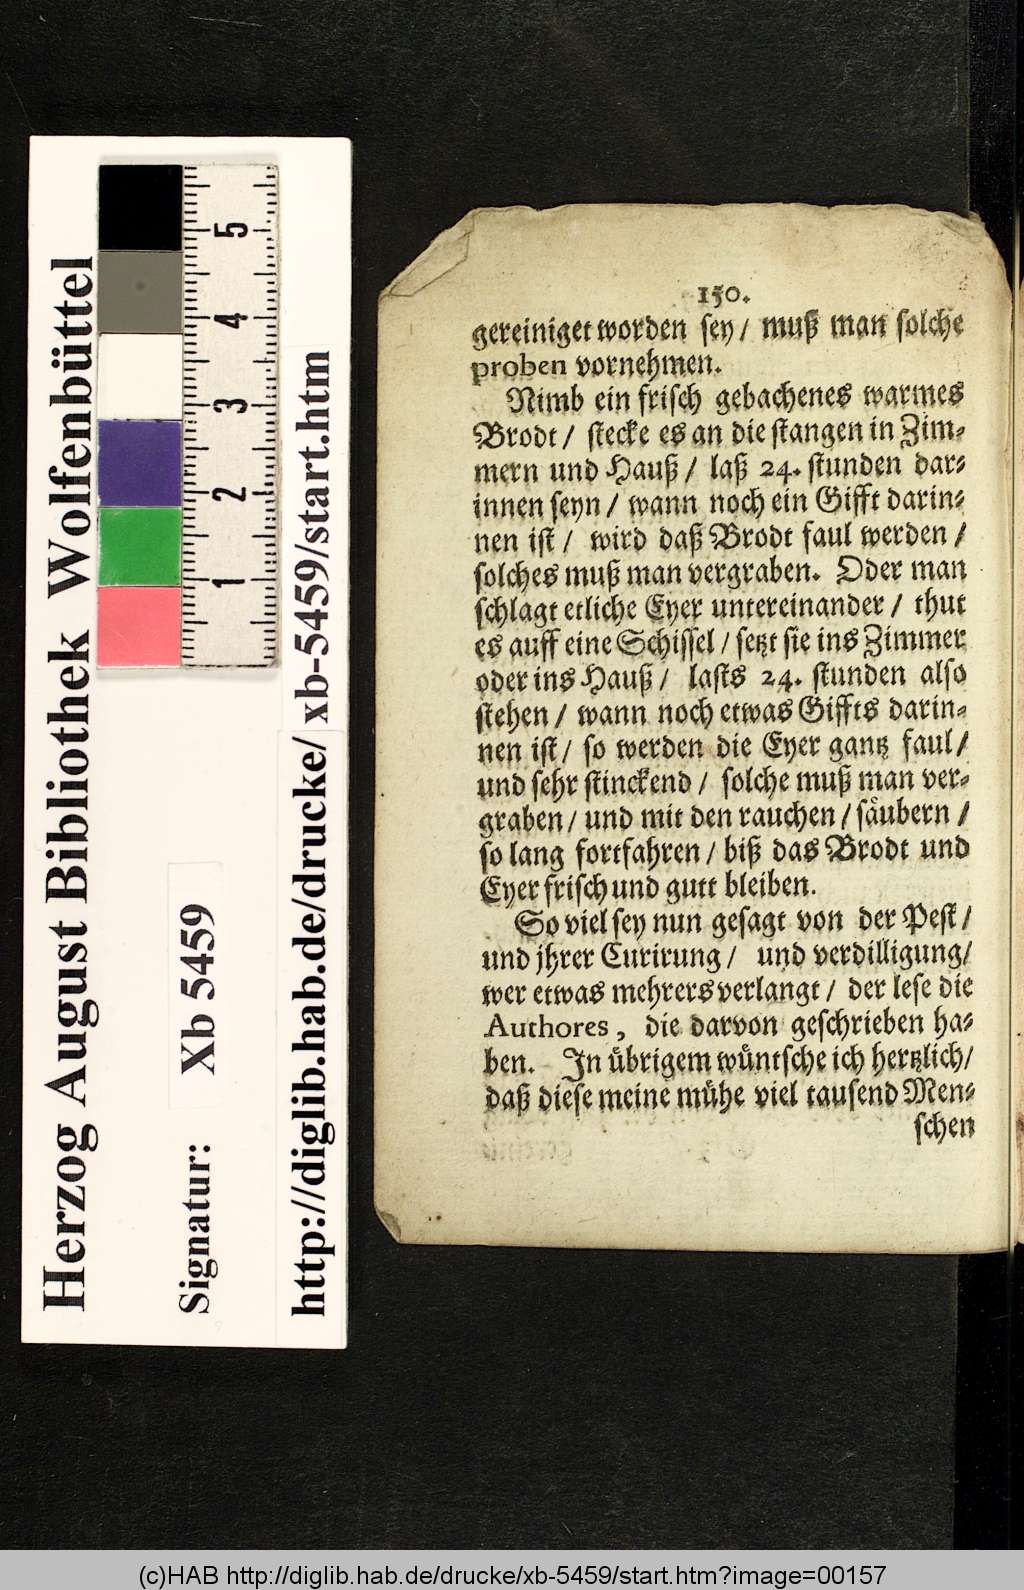 Herzog August Bibliothek Wolfenbüttel
Signatur: Xb 5459
http://diglib.hab.de/drucke/xb-5459/start.htm
5
4
3
2
1
150.
gereiniget worden sey / muß man solche
proben vornehmen.
Nimb ein frisch gebachenes warmes
Brodt / stecke es an die stangen in Zim-
mern und Hauß / laß 24. stunden dar-
innen seyn / wann noch ein Gifft darin-
nen ist / wird daß Brodt faul werden /
solches muß man vergraben. Oder man
schlagt etliche Eyer untereinander / thut
es auff eine Schissel / setzt sie ins Zimmer
oder ins Hauß / lasts 24. stunden also
stehen / wann noch etwas Giffts darin-
nen ist / so werden die Eyer gantz faul /
und sehr stinckend / solche muß man ver-
graben / und mit den rauchen / säubern /
so lang fortfahren / biß das Brodt und
Eyer frisch und gutt bleiben.
So viel sey nun gesagt von der Pest /
und jhrer Curirung / und verdilligung /
wer etwas mehrers verlangt / der lese die
Authores, die darvon geschrieben ha-
ben. In übrigem wüntsche ich hertzlich /
daß diese meine mühe viel tausend Men-
schen
(c)HAB http://diglib.hab.de/drucke/xb-5459/start.htm?image=00157